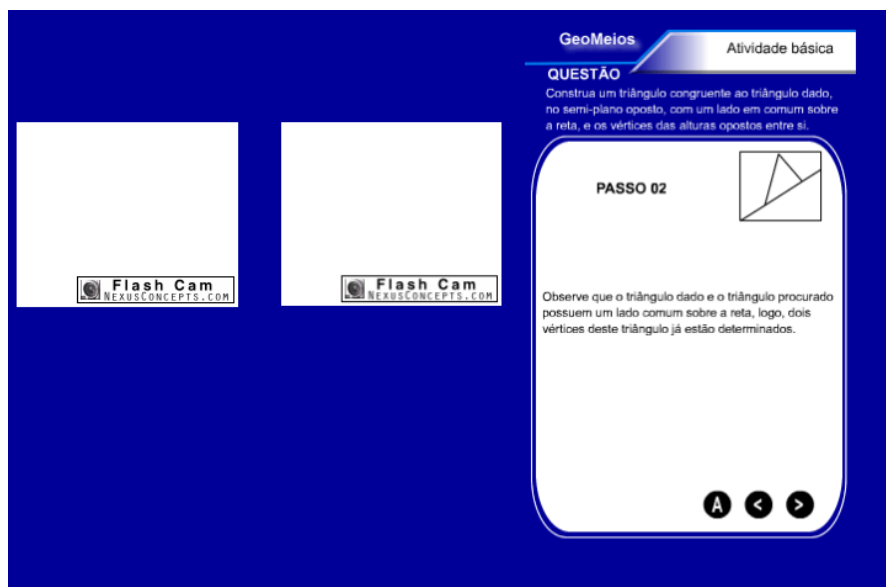 GeoMeios
Atividade básica
QUESTÃO
Construa um triângulo congruente ao triângulo dado,
no semi-plano oposto, com um lado em comum sobre
a reta, e os vértices das alturas opostos entre si.
PASSO 02
Observe que o triângulo dado e o triângulo procurado
possuem um lado comum sobre a reta, logo, dois
vértices deste triângulo já estão determinados.
A < >
Flash Cam
NEXUSCONCEPTS.COM
Flash Cam
NEXUSCONCEPTS.COM